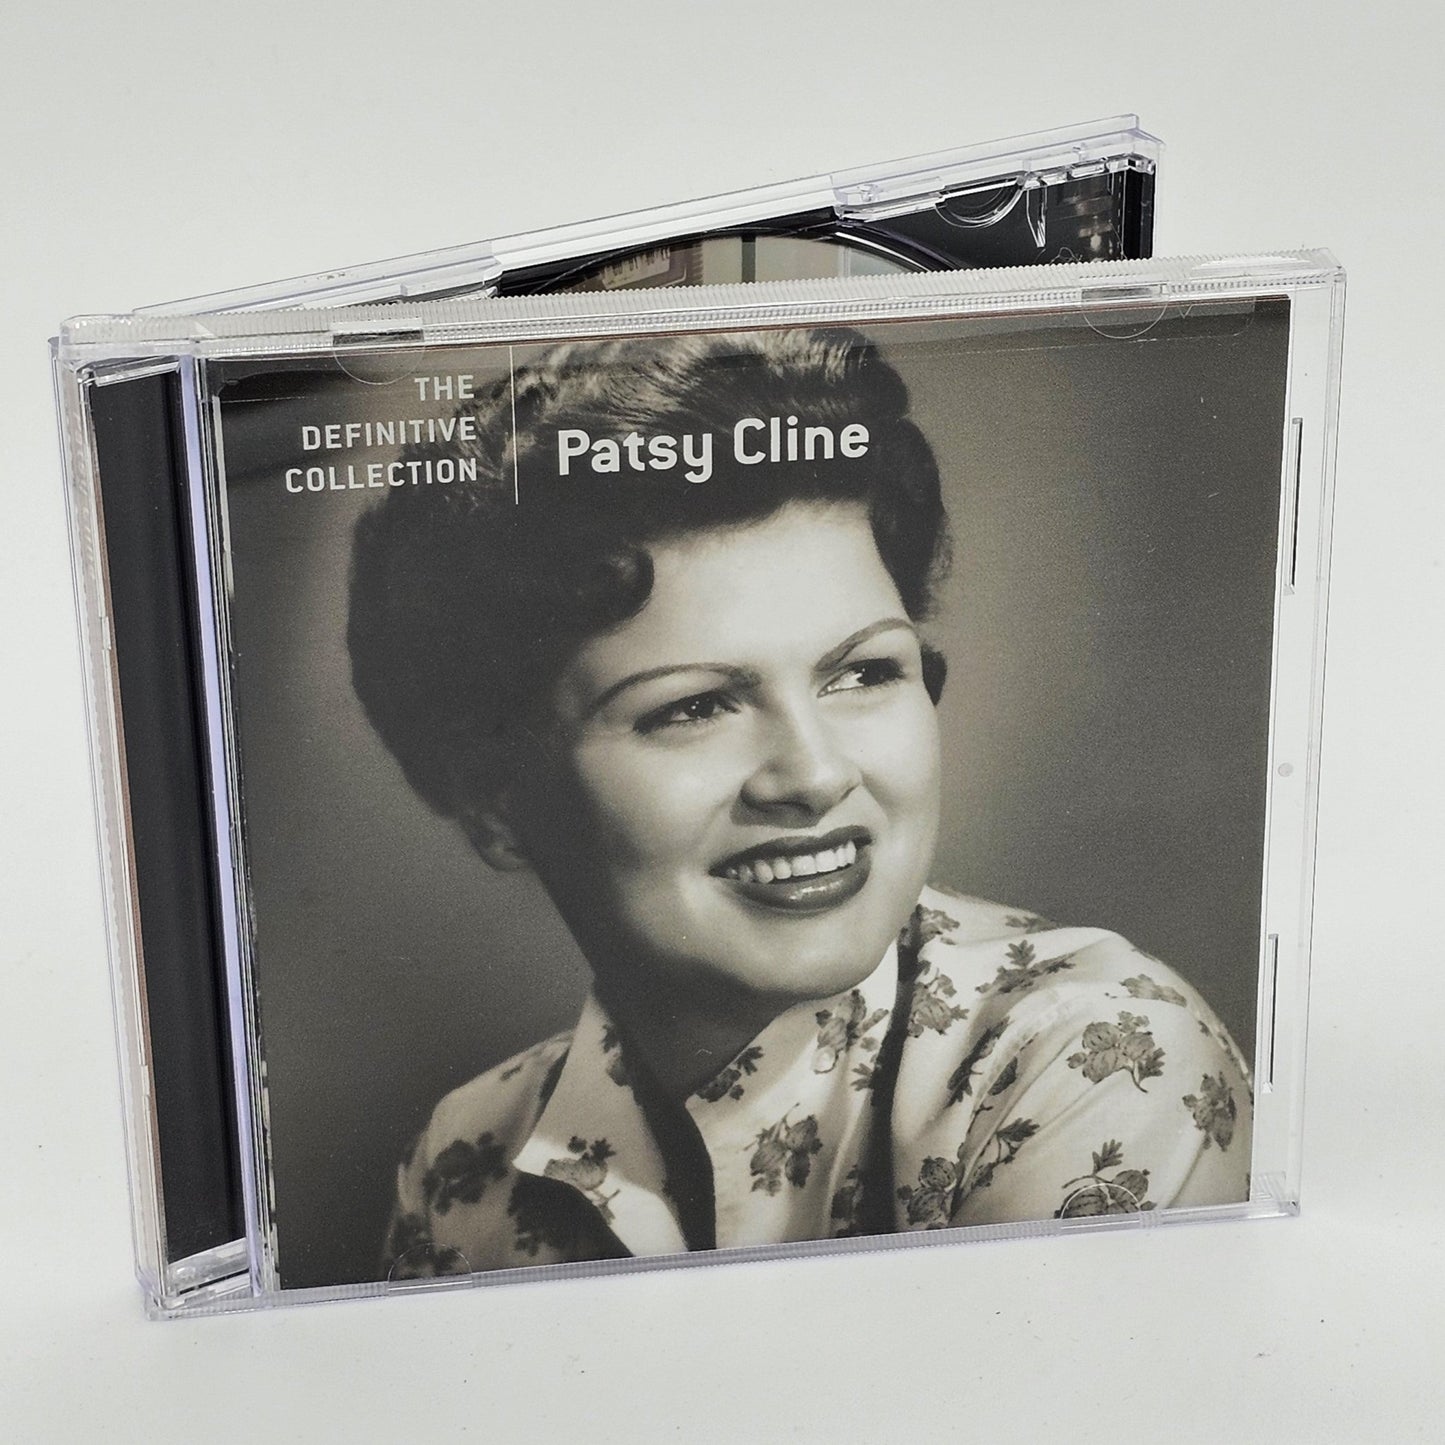 THE
DEFINITIVE
COLLECTION
Patsy Cline